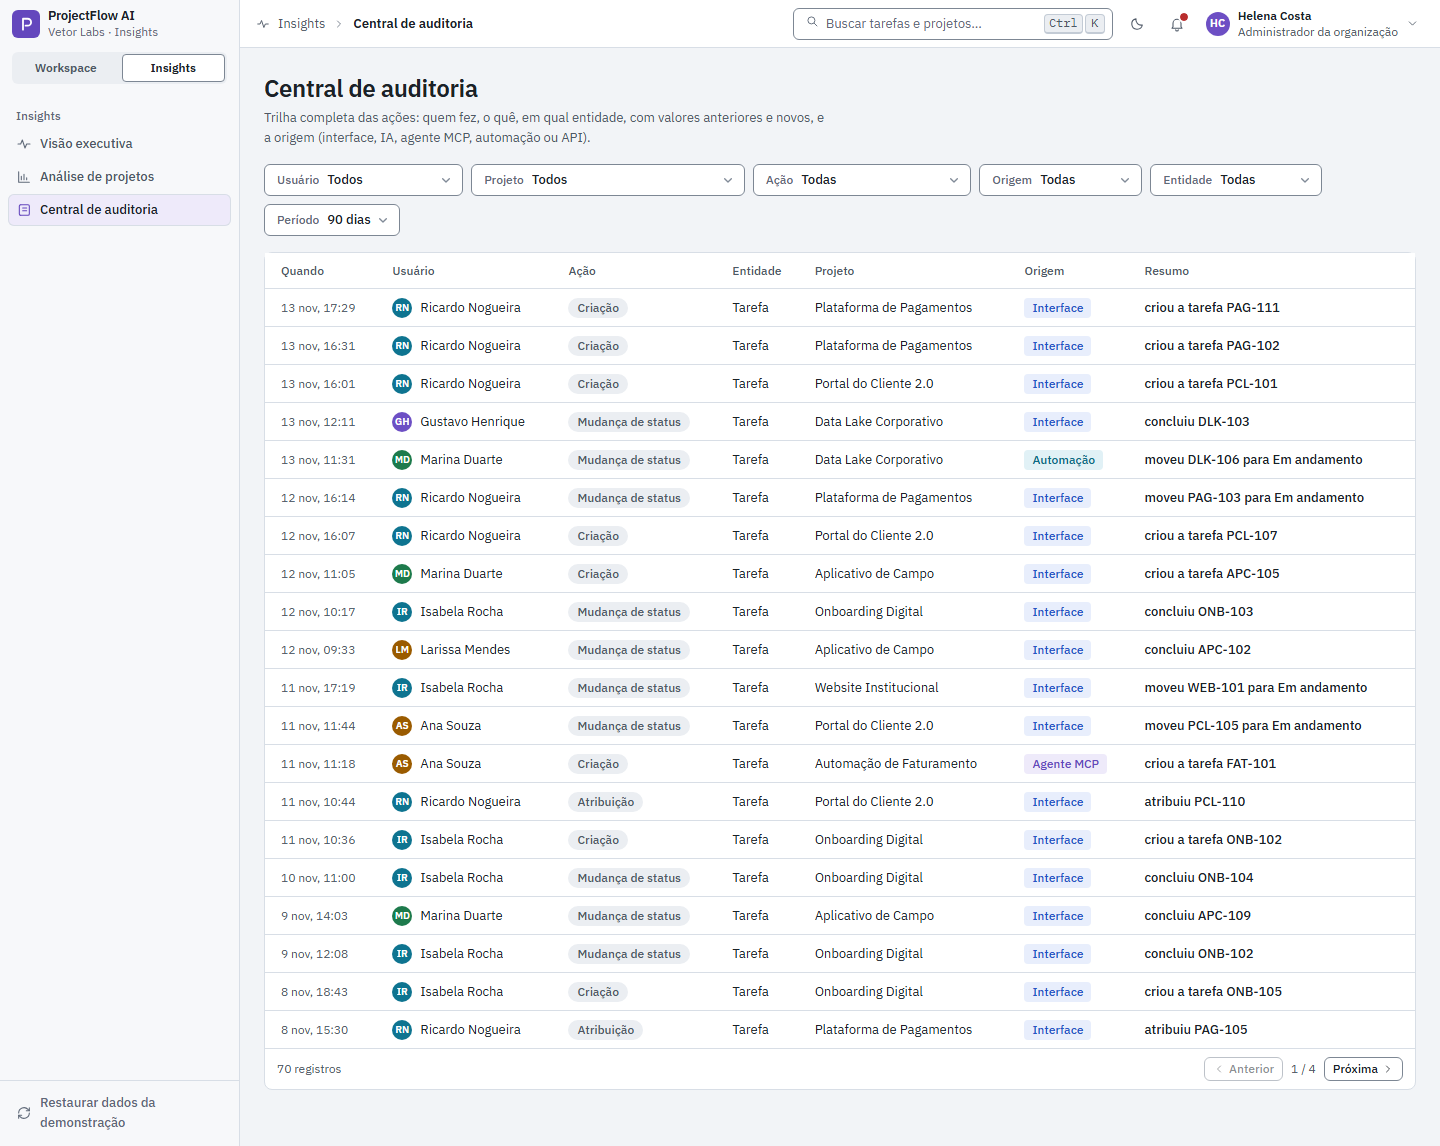 ProjectFlow AI
Vetor Labs · Insights
Workspace
Insights
Insights
Visão executiva
Análise de projetos
Central de auditoria
Restaurar dados da
demonstração
Insights > Central de auditoria
Buscar tarefas e projetos...
Ctrl K
HC
Helena Costa
Administrador da organização
Central de auditoria
Trilha completa das ações: quem fez, o quê, em qual entidade, com valores anteriores e novos, e
a origem (interface, IA, agente MCP, automação ou API).
Usuário Todos
Projeto Todos
Ação Todas
Origem Todas
Entidade Todas
Período 90 dias
Quando Usuário Ação Entidade Projeto Origem Resumo
13 nov, 17:29 RN Ricardo Nogueira Criação Tarefa Plataforma de Pagamentos Interface criou a tarefa PAG-111
13 nov, 16:31 RN Ricardo Nogueira Criação Tarefa Plataforma de Pagamentos Interface criou a tarefa PAG-102
13 nov, 16:01 RN Ricardo Nogueira Criação Tarefa Portal do Cliente 2.0 Interface criou a tarefa PCL-101
13 nov, 12:11 GH Gustavo Henrique Mudança de status Tarefa Data Lake Corporativo Interface concluiu DLK-103
13 nov, 11:31 MD Marina Duarte Mudança de status Tarefa Data Lake Corporativo Automação moveu DLK-106 para Em andamento
12 nov, 16:14 RN Ricardo Nogueira Mudança de status Tarefa Plataforma de Pagamentos Interface moveu PAG-103 para Em andamento
12 nov, 16:07 RN Ricardo Nogueira Criação Tarefa Portal do Cliente 2.0 Interface criou a tarefa PCL-107
12 nov, 11:05 MD Marina Duarte Criação Tarefa Aplicativo de Campo Interface criou a tarefa APC-105
12 nov, 10:17 IR Isabela Rocha Mudança de status Tarefa Onboarding Digital Interface concluiu ONB-103
12 nov, 09:33 LM Larissa Mendes Mudança de status Tarefa Aplicativo de Campo Interface concluiu APC-102
11 nov, 17:19 IR Isabela Rocha Mudança de status Tarefa Website Institucional Interface moveu WEB-101 para Em andamento
11 nov, 11:44 AS Ana Souza Mudança de status Tarefa Portal do Cliente 2.0 Interface moveu PCL-105 para Em andamento
11 nov, 11:18 AS Ana Souza Criação Tarefa Automação de Faturamento Agente MCP criou a tarefa FAT-101
11 nov, 10:44 RN Ricardo Nogueira Atribuição Tarefa Portal do Cliente 2.0 Interface atribuiu PCL-110
11 nov, 10:36 IR Isabela Rocha Criação Tarefa Onboarding Digital Interface criou a tarefa ONB-102
10 nov, 11:00 IR Isabela Rocha Mudança de status Tarefa Onboarding Digital Interface concluiu ONB-104
9 nov, 14:03 MD Marina Duarte Mudança de status Tarefa Aplicativo de Campo Interface concluiu APC-109
9 nov, 12:08 IR Isabela Rocha Mudança de status Tarefa Onboarding Digital Interface concluiu ONB-102
8 nov, 18:43 IR Isabela Rocha Criação Tarefa Onboarding Digital Interface criou a tarefa ONB-105
8 nov, 15:30 RN Ricardo Nogueira Atribuição Tarefa Plataforma de Pagamentos Interface atribuiu PAG-105
70 registros
< Anterior 1 / 4 Próxima >